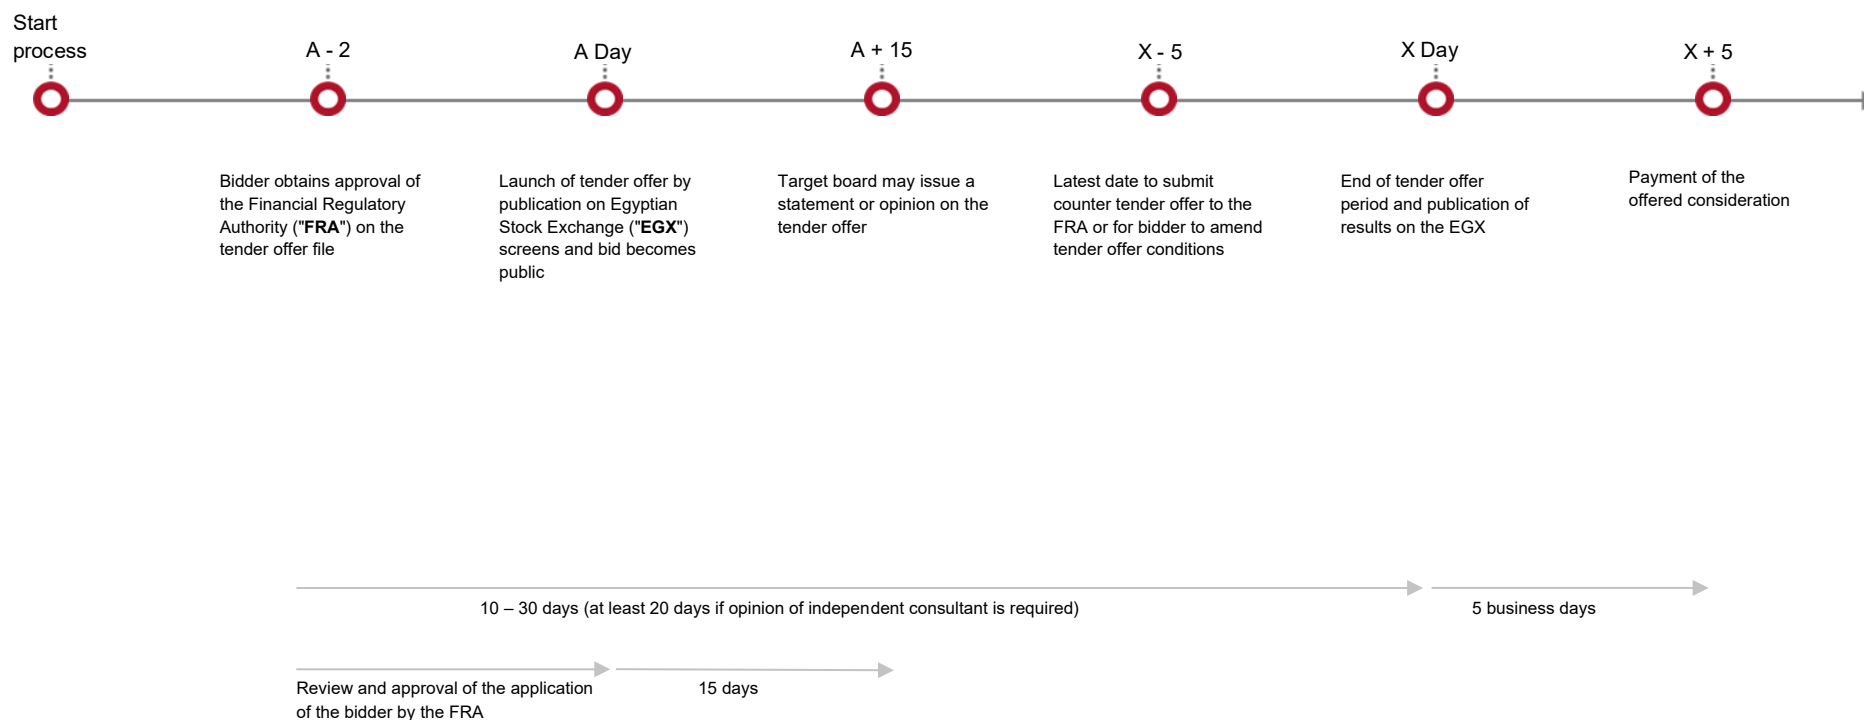 Start
process
A - 2
A Day
A + 15
X - 5
X Day
X + 5
Bidder obtains approval of
the Financial Regulatory
Authority ("FRA") on the
tender offer file
Launch of tender offer by
publication on Egyptian
Stock Exchange ("EGX")
screens and bid becomes
public
Target board may issue a
statement or opinion on the
tender offer
Latest date to submit
counter tender offer to the
FRA or for bidder to amend
tender offer conditions
End of tender offer
period and publication of
results on the EGX
Payment of the
offered consideration
10 – 30 days (at least 20 days if opinion of independent consultant is required)
5 business days
Review and approval of the application
of the bidder by the FRA
15 days